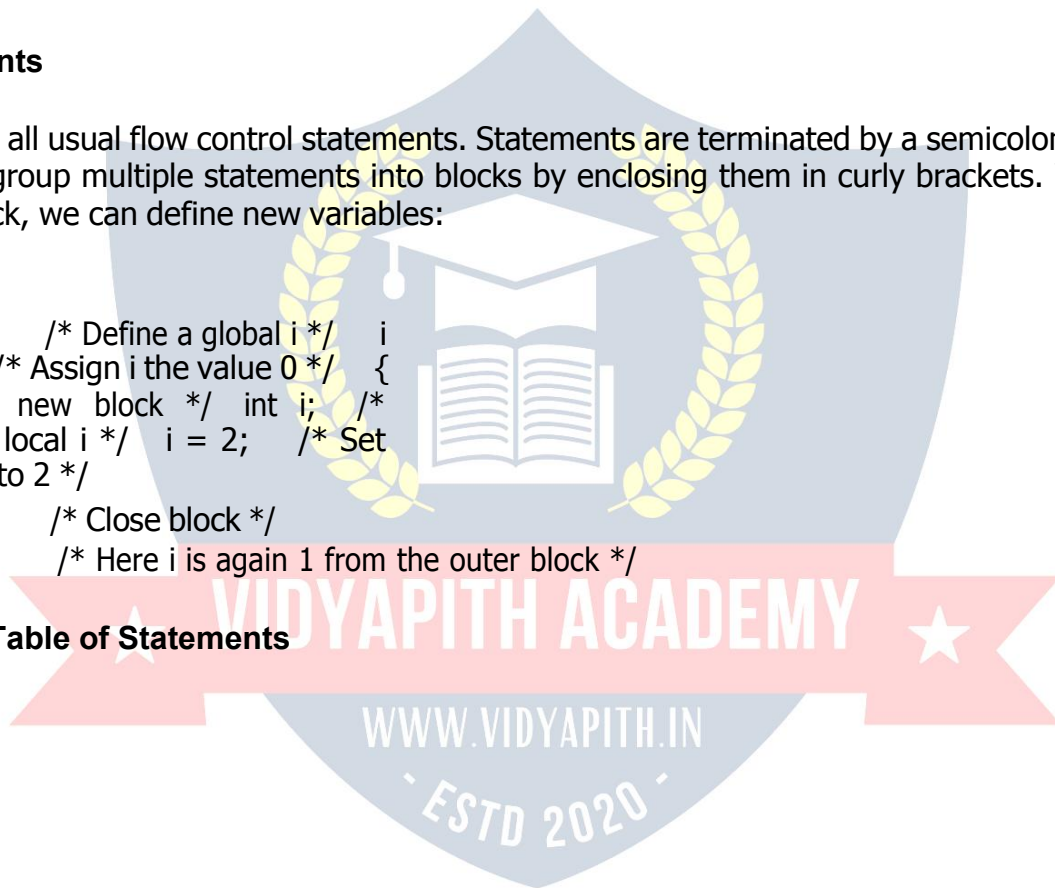 nts
all usual flow control statements. Statements are terminated by a semicolon
group multiple statements into blocks by enclosing them in curly brackets.
ck, we can define new variables:
/* Define a global i */ i
/* Assign i the value 0 */ {
new block */ int i; /*
local i */ i = 2; /* Set
to 2 */
/* Close block */
/* Here i is again 1 from the outer block */
VIDYAPITH ACADEMY
Table of Statements
WWW.VIDYAPITH.IN
- ESTD 2020 -